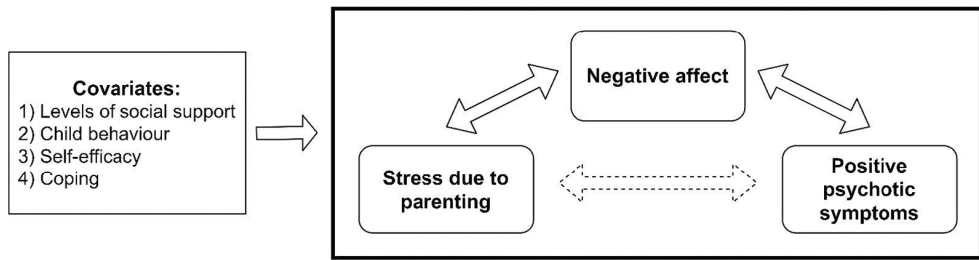 Covariates:
1) Levels of social support
2) Child behaviour
3) Self-efficacy
4) Coping
Negative affect
Stress due to
parenting
Positive
psychotic
symptoms